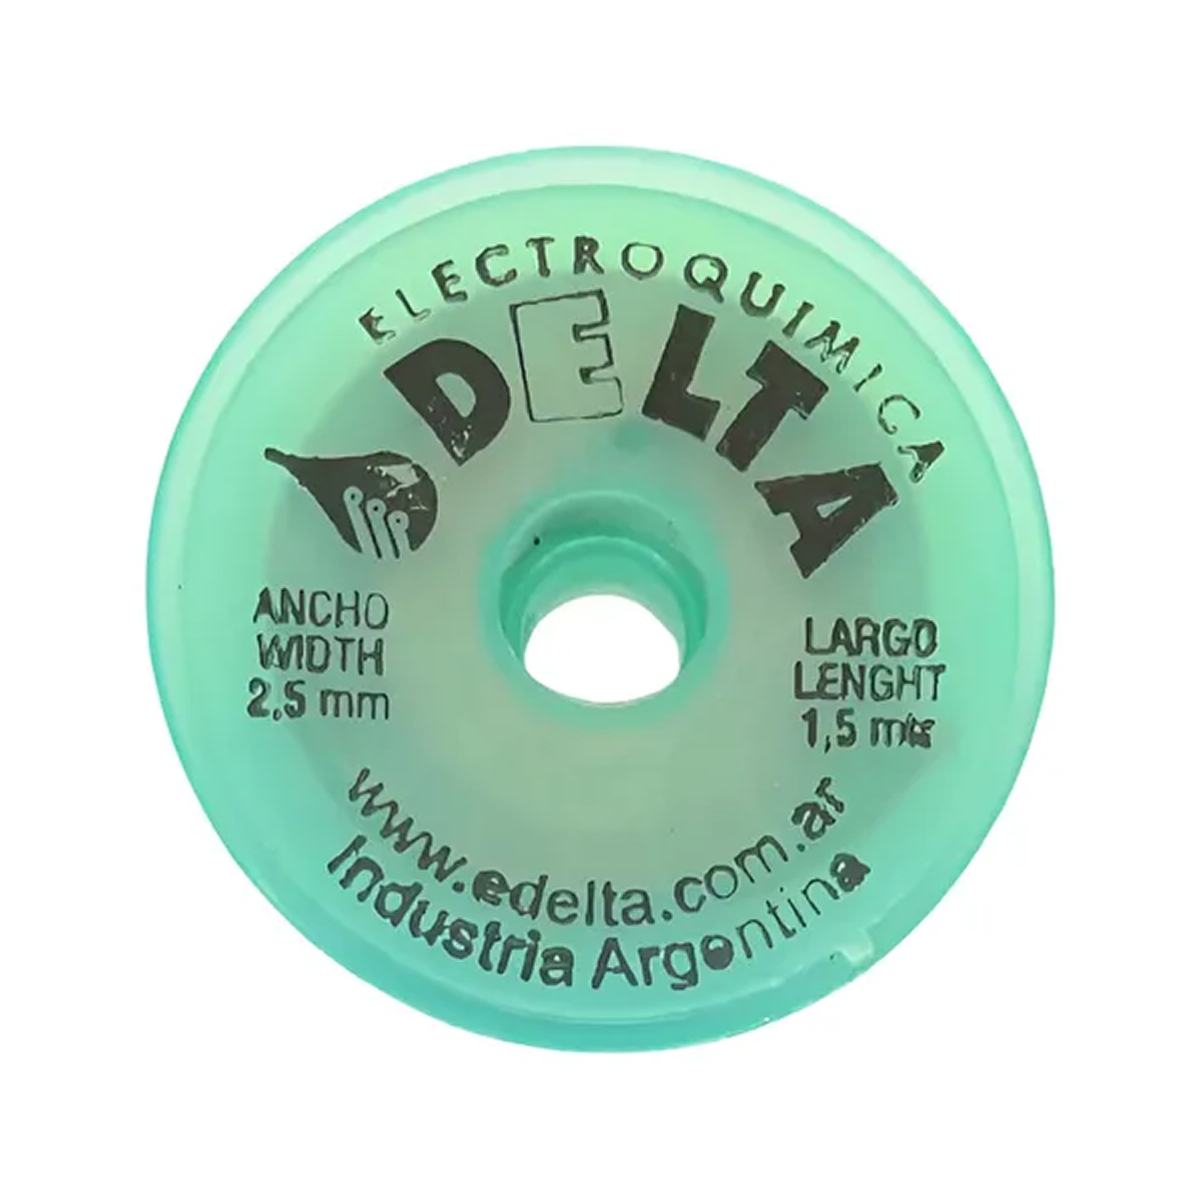 ELECTROQUIMICA
DELTA
ANCHO
WIDTH
2,5 mm
LARGO
LENGHT
1,5 mts
www.edelta.com.ar
Industria Argentina